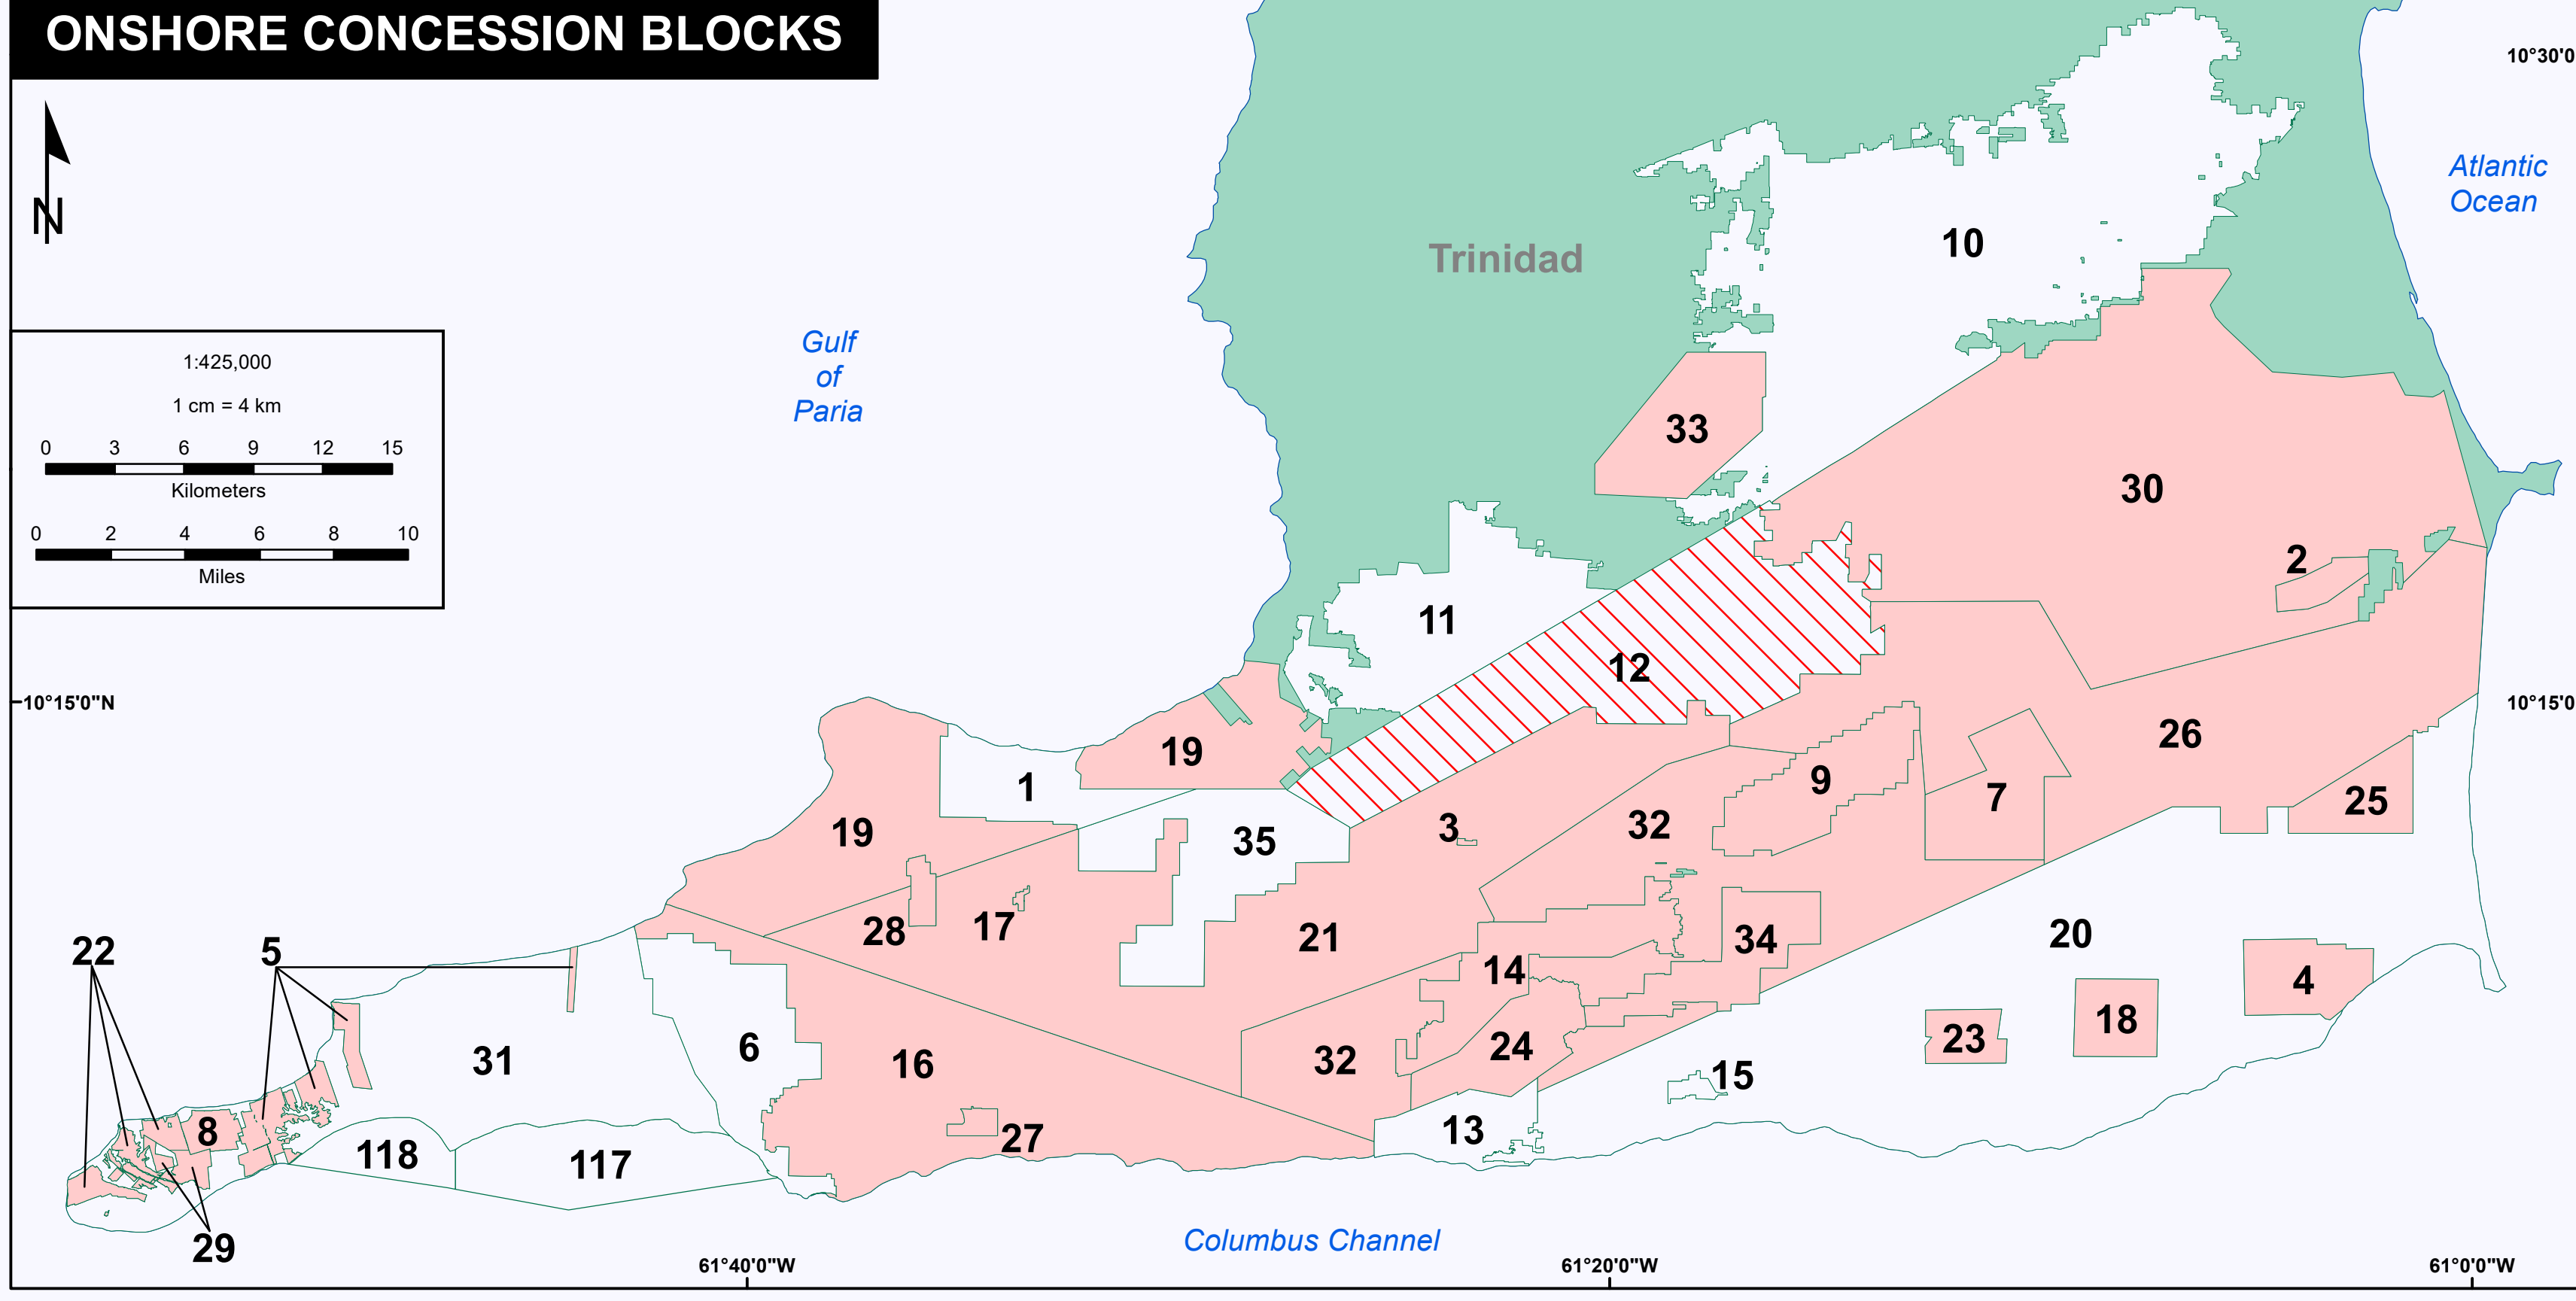 ONSHORE CONCESSION BLOCKS
10°30'0
Atlantic
Ocean
N
10
Trinidad
Gulf
of
Paria
1:425,000
1 cm = 4 km
0 3 6 9 12 15
Kilometers
0 2 4 6 8 10
Miles
33
30
2
11
12
10°15'0"N
10°15'0
19
1
26
9
7
25
19
35
3
32
28
17
21
14
34
20
22
5
4
18
23
31
6
16
32
24
15
8
118
117
27
13
29
Columbus Channel
61°40'0"W
61°20'0"W
61°0'0"W